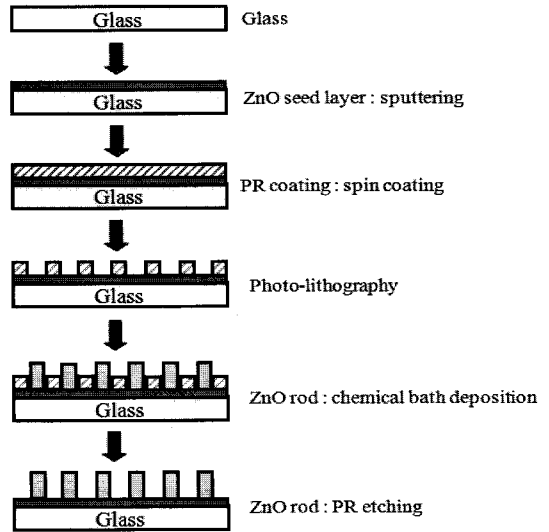 Glass Glass
Glass ZnO seed layer : sputtering
Glass PR coating : spin coating
Glass Photo-lithography
Glass ZnO rod : chemical bath deposition
Glass ZnO rod : PR etching